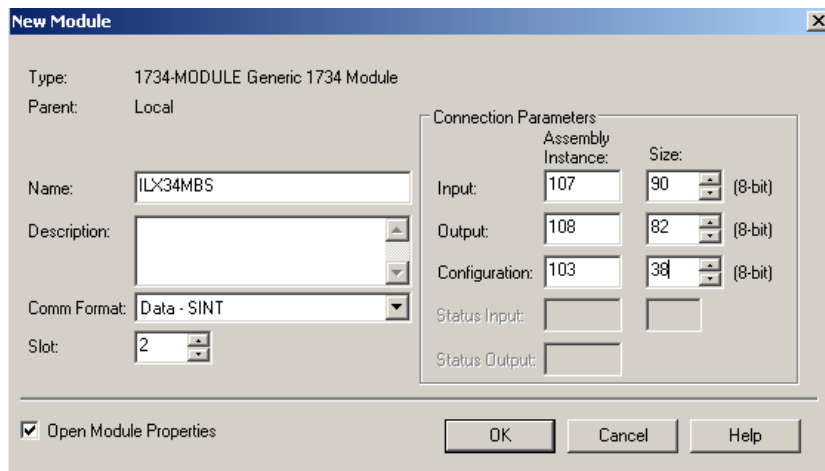 New Module
Type: 1734-MODULE Generic 1734 Module
Parent: Local
Connection Parameters
Assembly Instance: Size:
Name: ILX34MBS
Input: 107 90 (8-bit)
Description:
Output: 108 82 (8-bit)
Configuration: 103 38 (8-bit)
Comm Format: Data - SINT
Status Input:
Slot: 2
Status Output:
Open Module Properties
OK Cancel Help